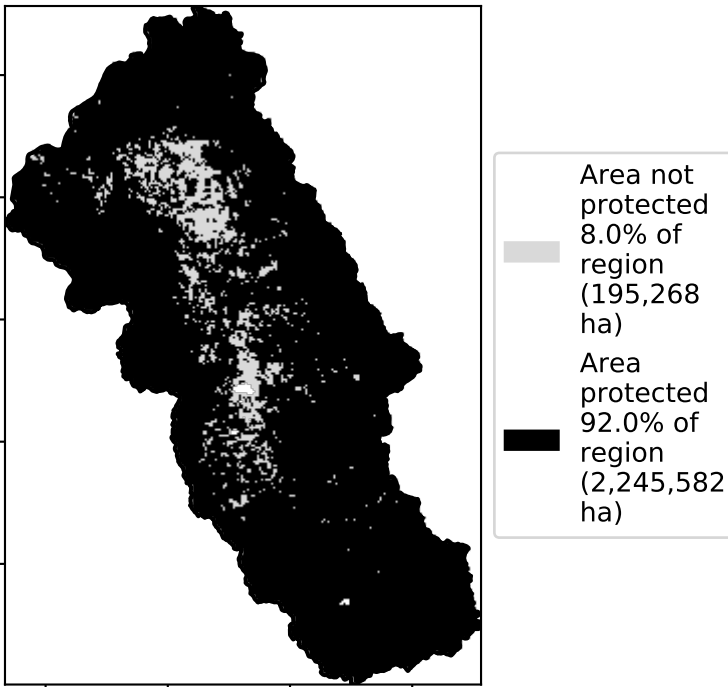 Area not
protected
8.0% of
region
(195,268
ha)
Area
protected
92.0% of
region
(2,245,582
ha)